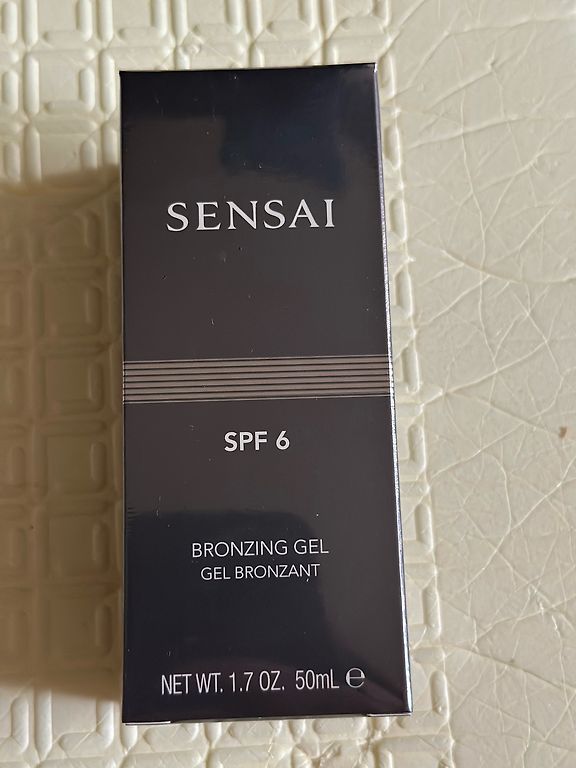 SENSAI
SPF 6
BRONZING GEL
GEL BRONZANT
NET WT. 1.7 OZ. 50mL ℮